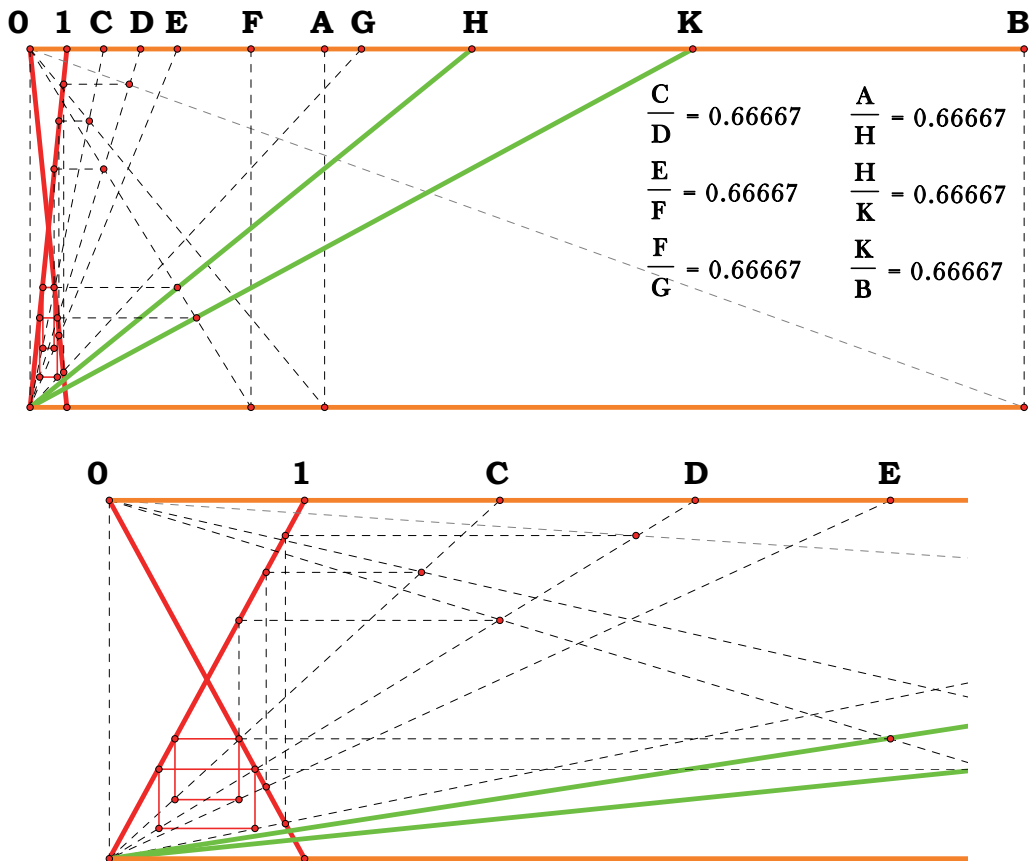 0 1 C D E F A G H K B
C/D = 0.66667 A/H = 0.66667
E/F = 0.66667 H/K = 0.66667
F/G = 0.66667 K/B = 0.66667
0 1 C D E